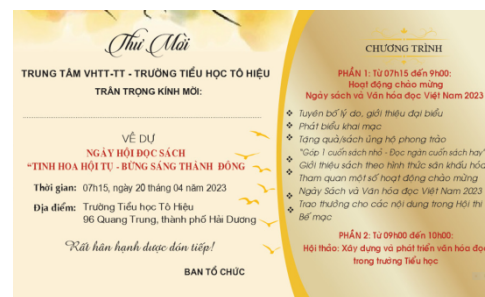 Thư Mời
TRUNG TÂM VHTT-TT - TRƯỜNG TIỂU HỌC TÔ HIỆU
TRÂN TRỌNG KÍNH MỜI:
VỀ DỰ
NGÀY HỘI ĐỌC SÁCH
“TINH HOA HỘI TỤ - BỪNG SÁNG THÀNH ĐÔNG
Thời gian: 07h15, ngày 20 tháng 04 năm 2023
Địa điểm: Trường Tiểu học Tô Hiệu
96 Quang Trung, thành phố Hải Dương
Rất hân hạnh được đón tiếp!
BAN TỔ CHỨC
CHƯƠNG TRÌNH
PHẦN 1: Từ 07h15 đến 9h00:
Hoạt động chào mừng
Ngày sách và Văn hóa đọc Việt Nam 2023
Tuyên bố lý do, giới thiệu đại biểu
Phát biểu khai mạc
Tặng quà/sách ủng hộ phong trào
"Góp 1 cuốn sách nhỏ - Đọc ngàn cuốn sách hay"
Giới thiệu sách theo hình thức sân khấu hóa
Tham quan một số hoạt động chào mừng
Ngày Sách và Văn hóa đọc Việt Nam 2023
Trao thưởng cho các nội dung trong Hội thi
Bế mạc
PHẦN 2: Từ 09h00 đến 10h00:
Hội thảo: Xây dựng và phát triển văn hóa đọc
trong trường Tiểu học